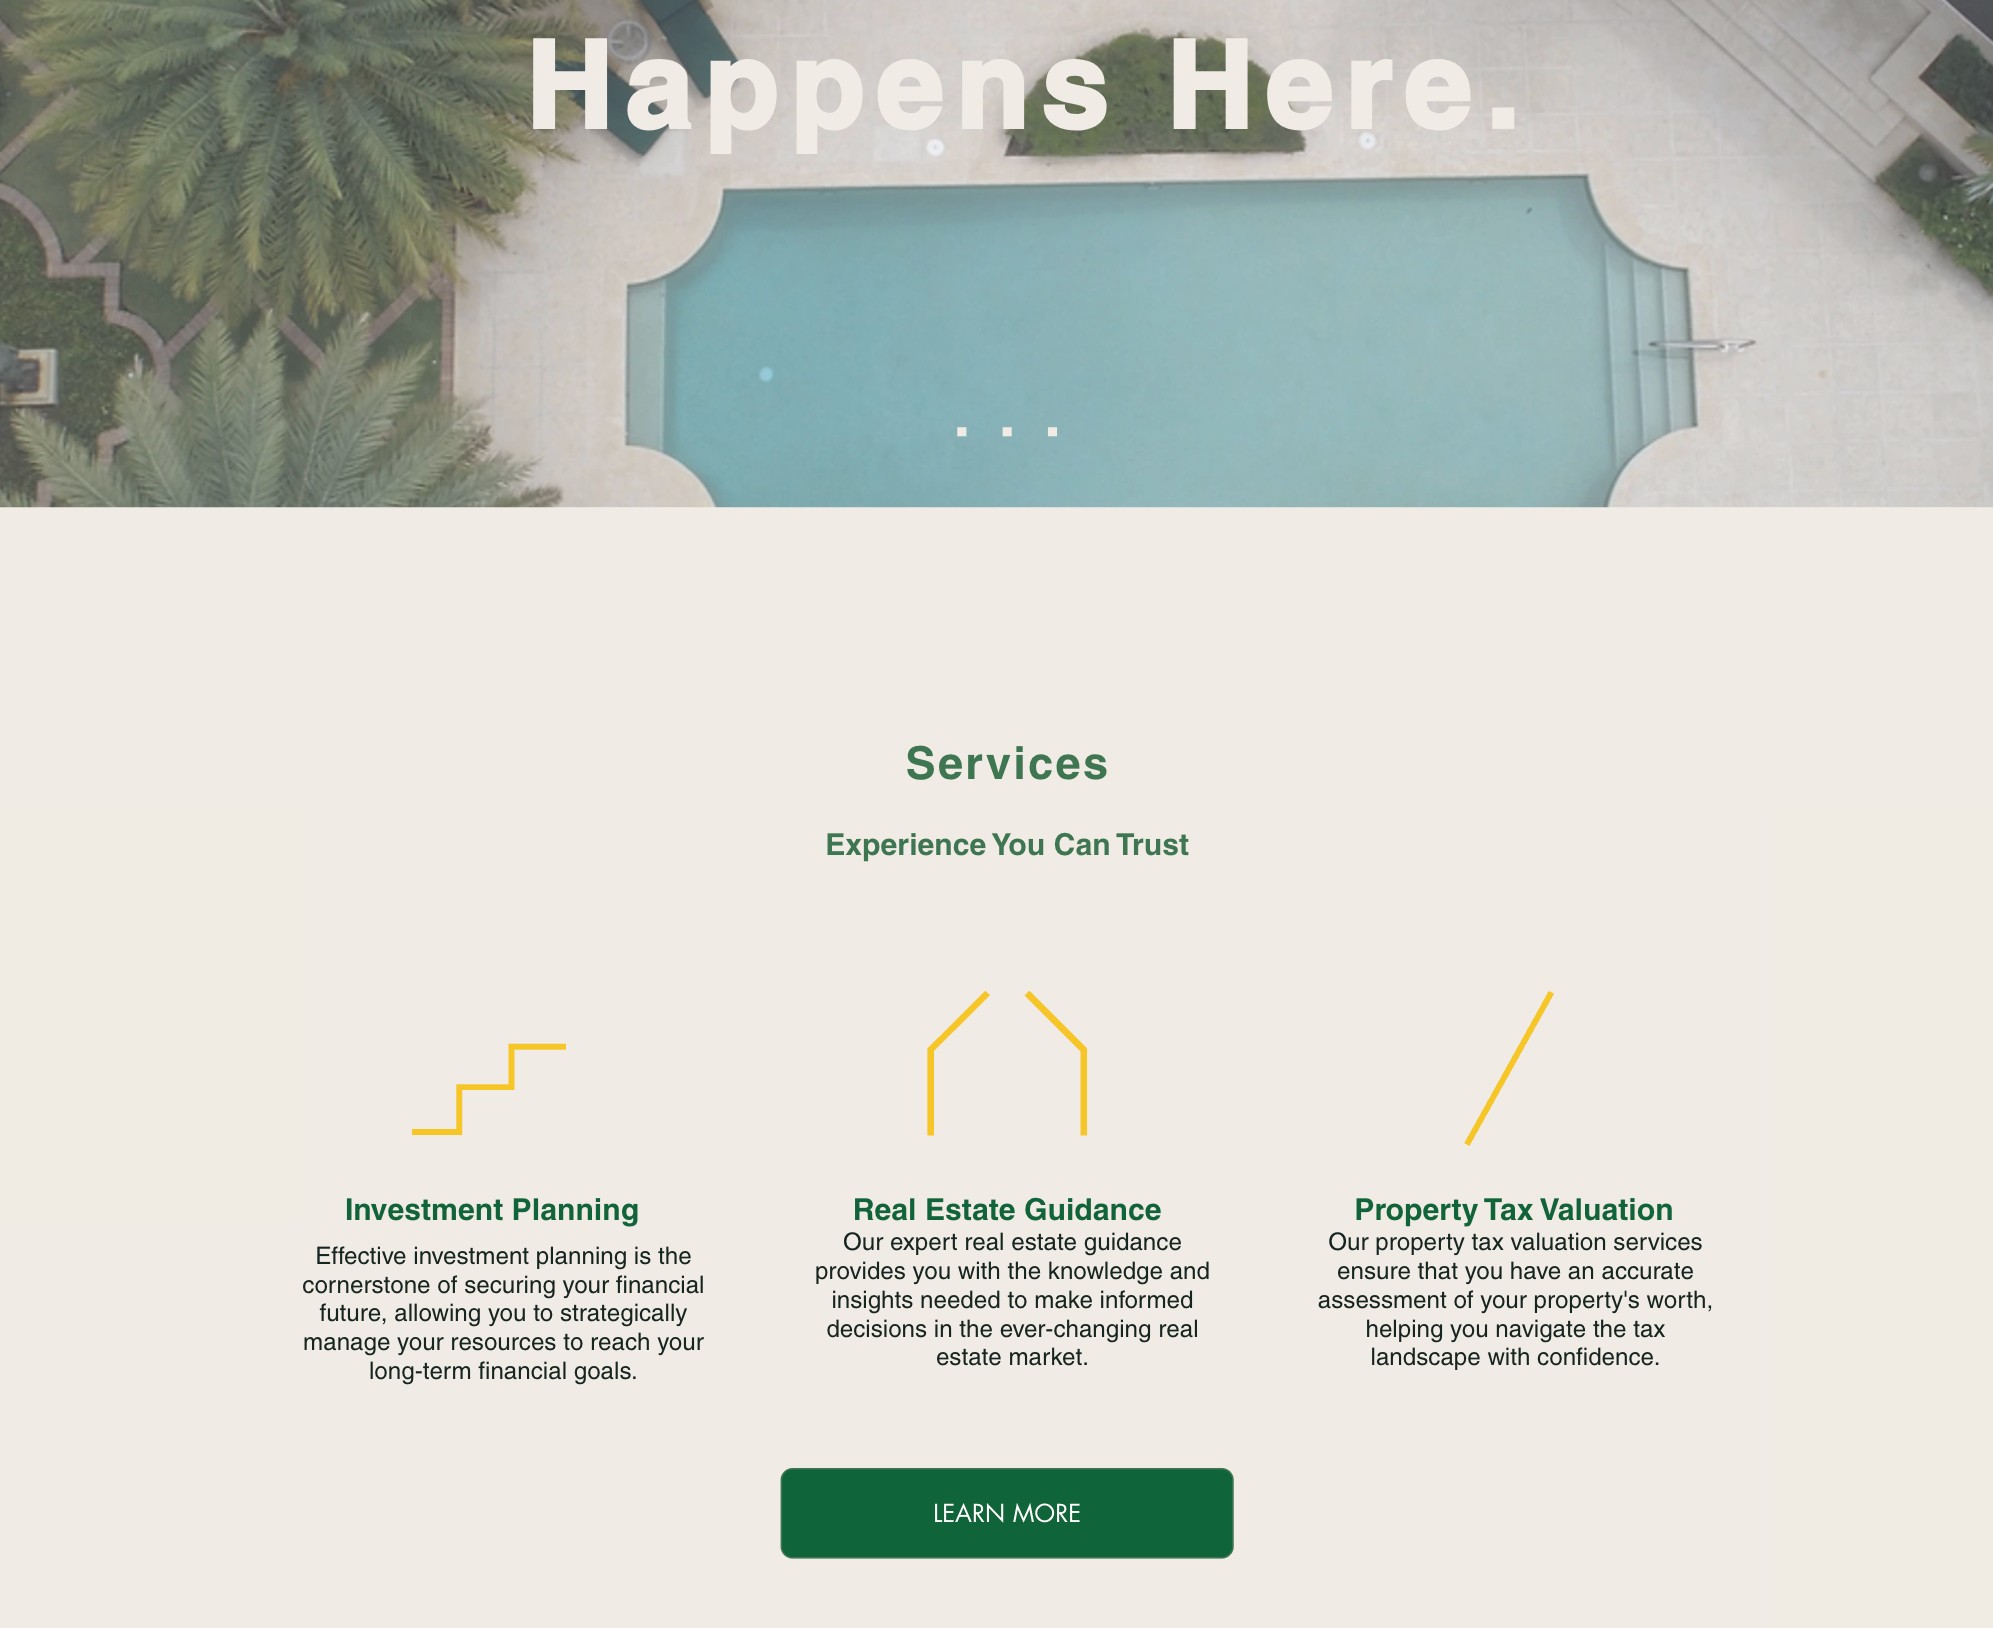 Happens Here.
Services
Experience You Can Trust
Investment Planning
Effective investment planning is the
cornerstone of securing your financial
future, allowing you to strategically
manage your resources to reach your
long-term financial goals.
Real Estate Guidance
Our expert real estate guidance
provides you with the knowledge and
insights needed to make informed
decisions in the ever-changing real
estate market.
Property Tax Valuation
Our property tax valuation services
ensure that you have an accurate
assessment of your property's worth,
helping you navigate the tax
landscape with confidence.
LEARN MORE